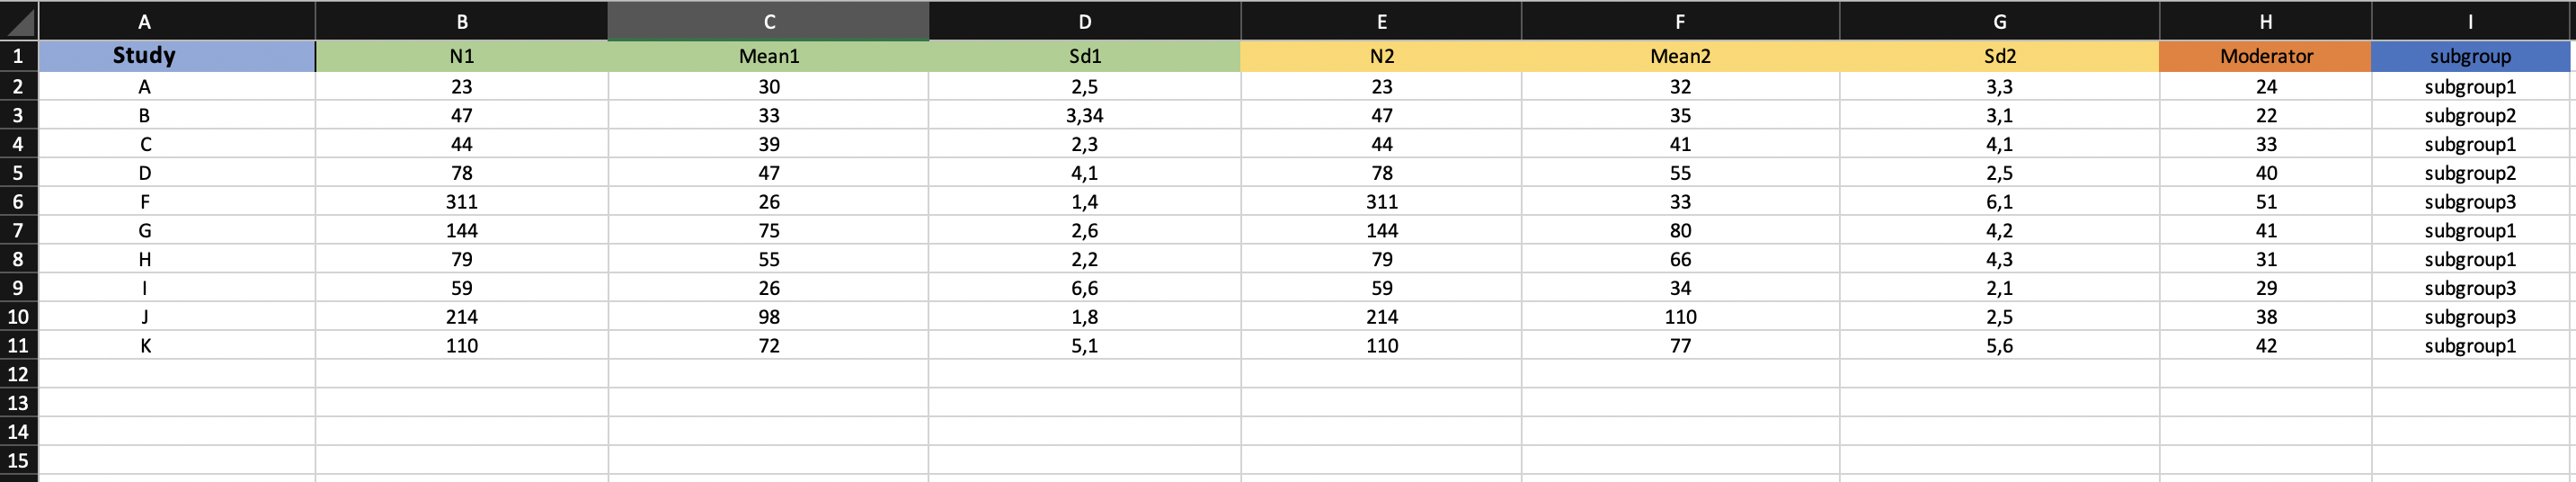 A B C D E F G H I
1 Study N1 Mean1 Sd1 N2 Mean2 Sd2 Moderator subgroup
2 A 23 30 2,5 23 32 3,3 24 subgroup1
3 B 47 33 3,34 47 35 3,1 22 subgroup2
4 C 44 39 2,3 44 41 4,1 33 subgroup1
5 D 78 47 4,1 78 55 2,5 40 subgroup2
6 F 311 26 1,4 311 33 6,1 51 subgroup3
7 G 144 75 2,6 144 80 4,2 41 subgroup1
8 H 79 55 2,2 79 66 4,3 31 subgroup1
9 I 59 26 6,6 59 34 2,1 29 subgroup3
10 J 214 98 1,8 214 110 2,5 38 subgroup3
11 K 110 72 5,1 110 77 5,6 42 subgroup1
12
13
14
15